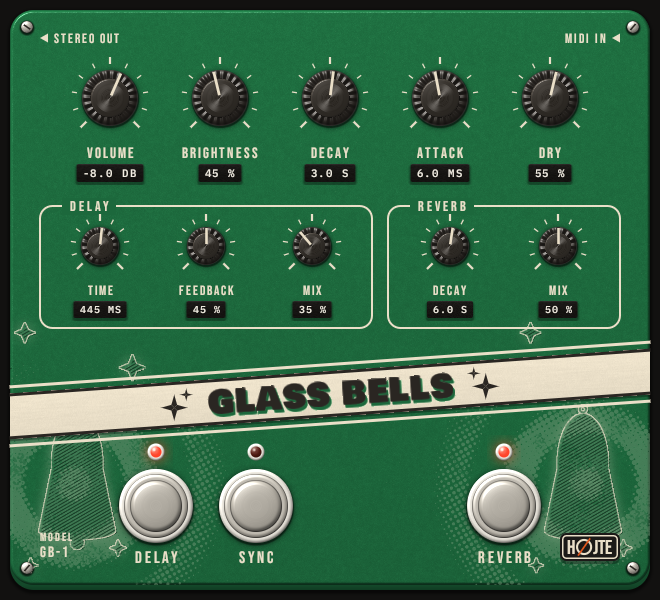 STEREO OUT
MIDI IN
VOLUME BRIGHTNESS DECAY ATTACK DRY
-8.0 DB 45 % 3.0 S 6.0 MS 55 %
DELAY
REVERB
TIME FEEDBACK MIX DECAY MIX
445 MS 45 % 35 % 6.0 S 50 %
GLASS BELLS
MODEL
GB-1
DELAY SYNC REVERB
HØJTE